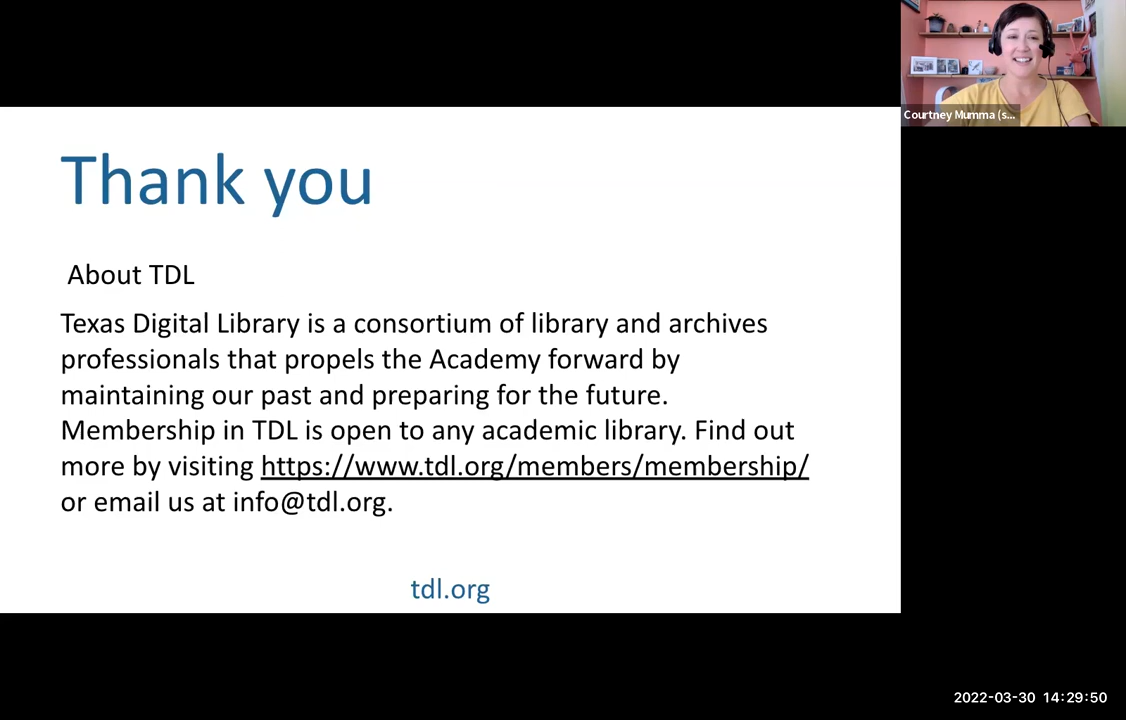 Courtney Mumma (s...
Thank you
About TDL
Texas Digital Library is a consortium of library and archives
professionals that propels the Academy forward by
maintaining our past and preparing for the future.
Membership in TDL is open to any academic library. Find out
more by visiting https://www.tdl.org/members/membership/
or email us at info@tdl.org.
tdl.org
2022-03-30 14:29:50